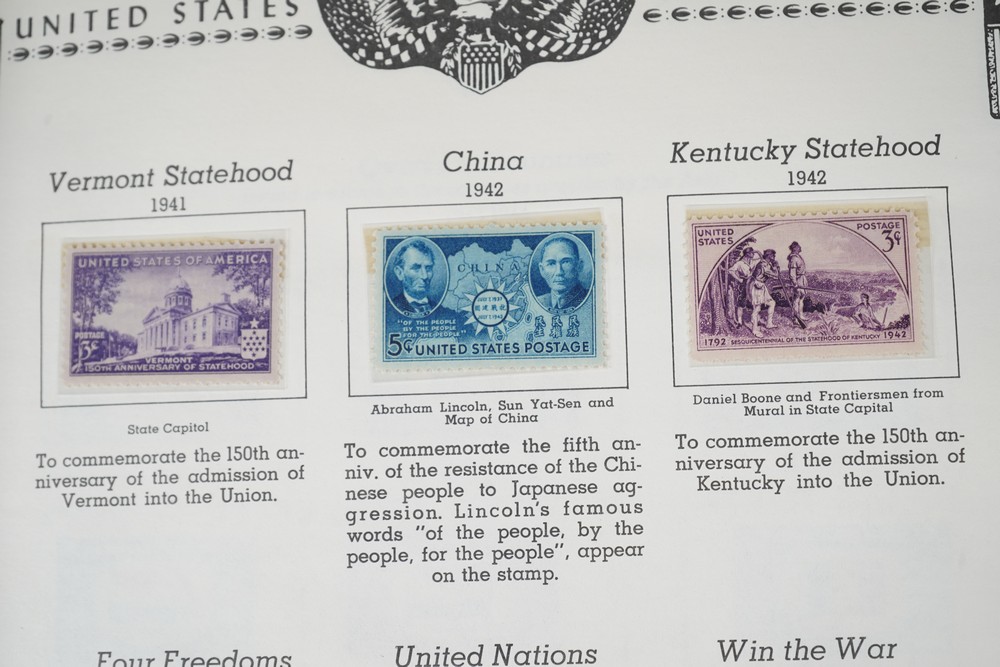 UNITED STATES
Vermont Statehood
1941
UNITED STATES OF AMERICA
POSTAGE
3¢
VERMONT
150TH ANNIVERSARY OF STATEHOOD
State Capitol
To commemorate the 150th an-
niversary of the admission of
Vermont into the Union.
China
1942
CHINA
JULY 7, 1937
JULY 7, 1942
"OF THE PEOPLE
BY THE PEOPLE
FOR THE PEOPLE"
5¢ UNITED STATES POSTAGE
Abraham Lincoln, Sun Yat-Sen and
Map of China
To commemorate the fifth an-
niv. of the resistance of the Chi-
nese people to Japanese ag-
gression. Lincoln's famous
words "of the people, by the
people, for the people", appear
on the stamp.
Kentucky Statehood
1942
UNITED
STATES
POSTAGE
3¢
1792 SESQUICENTENNIAL OF THE STATEHOOD OF KENTUCKY 1942
Daniel Boone and Frontiersmen from
Mural in State Capitol
To commemorate the 150th an-
niversary of the admission of
Kentucky into the Union.
Four Freedoms
United Nations
Win the War